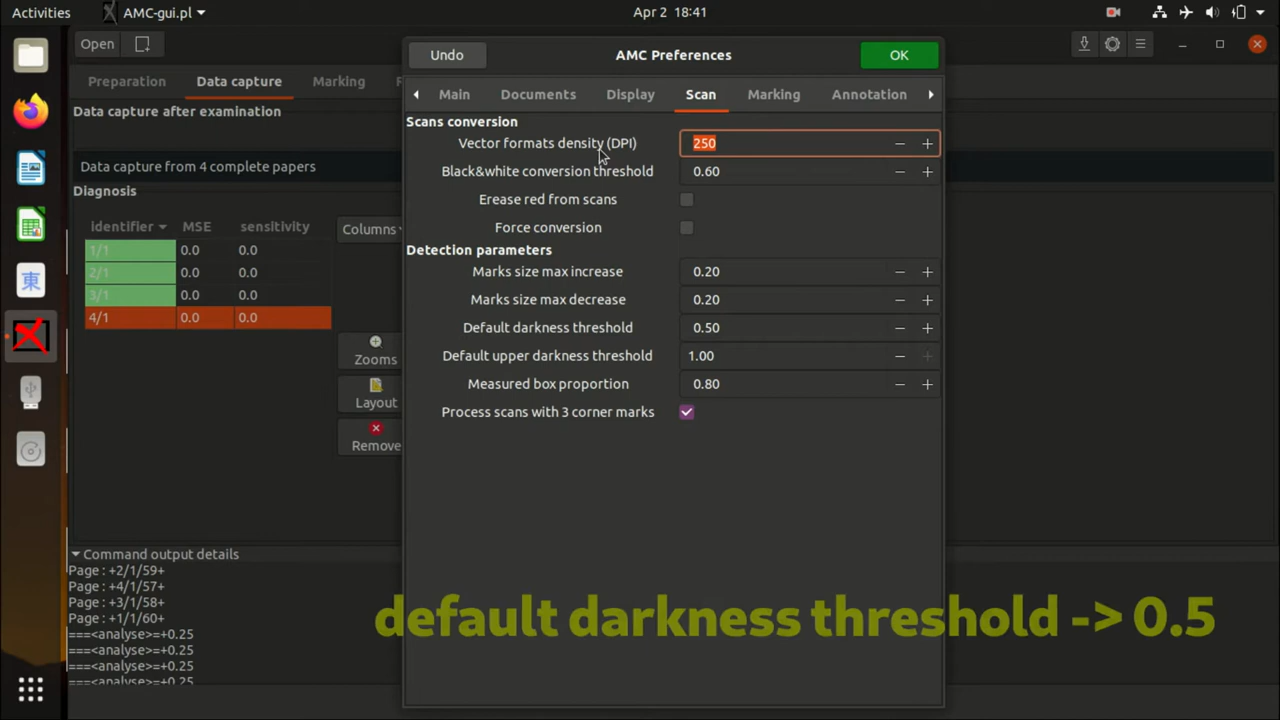 Activities
AMC-gui.pl
Apr 2 18:41
Open
Undo
AMC Preferences
OK
Preparation
Data capture
Marking
Main
Documents
Display
Scan
Marking
Annotation
Data capture after examination
Data capture from 4 complete papers
Diagnosis
identifier MSE sensitivity
1/1 0.0 0.0
2/1 0.0 0.0
3/1 0.0 0.0
4/1 0.0 0.0
Columns
Zooms
Layout
Remove
Scans conversion
Vector formats density (DPI) 250
Black&white conversion threshold 0.60
Erease red from scans
Force conversion
Detection parameters
Marks size max increase 0.20
Marks size max decrease 0.20
Default darkness threshold 0.50
Default upper darkness threshold 1.00
Measured box proportion 0.80
Process scans with 3 corner marks
Command output details
Page : +2/1/59+
Page : +4/1/57+
Page : +3/1/58+
Page : +1/1/60+
===<analyse>=+0.25
===<analyse>=+0.25
===<analyse>=+0.25
default darkness threshold -> 0.5